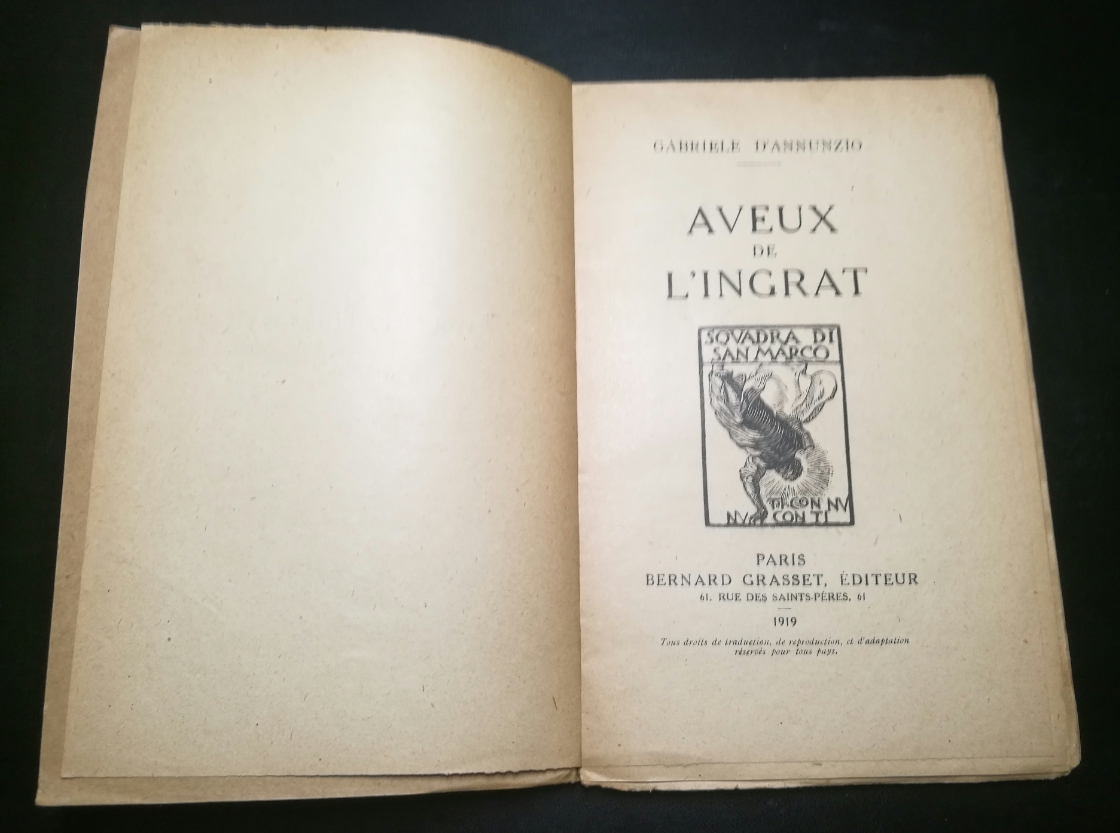 GABRIELE D'ANNUNZIO
AVEUX
DE
L'INGRAT
SQVADRA DI
SAN MARCO
TI CON NV
NV CON TI
PARIS
BERNARD GRASSET, ÉDITEUR
61, RUE DES SAINTS-PÈRES, 61
1919
Tous droits de traduction, de reproduction, et d'adaptation
réservés pour tous pays.